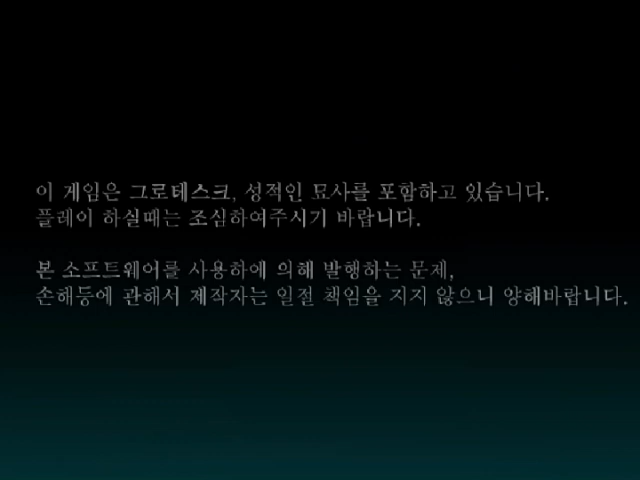 이 게임은 그로테스크, 성적인 묘사를 포함하고 있습니다.
플레이 하실때는 조심하여주시기 바랍니다.
본 소프트웨어를 사용하에 의해 발행하는 문제,
손해등에 관해서 제작자는 일절 책임을 지지 않으니 양해바랍니다.